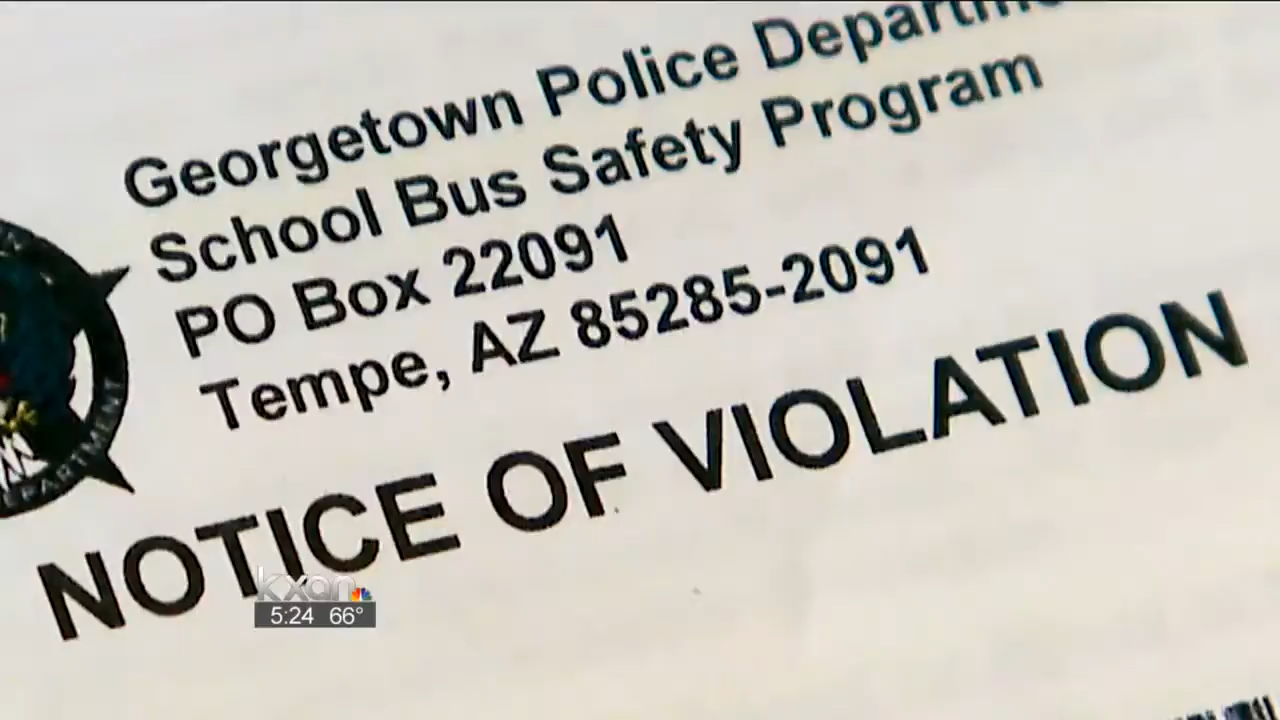 Georgetown Police Departm
School Bus Safety Program
PO Box 22091
Tempe, AZ 85285-2091
NOTICE OF VIOLATION
kxan
5:24 66°